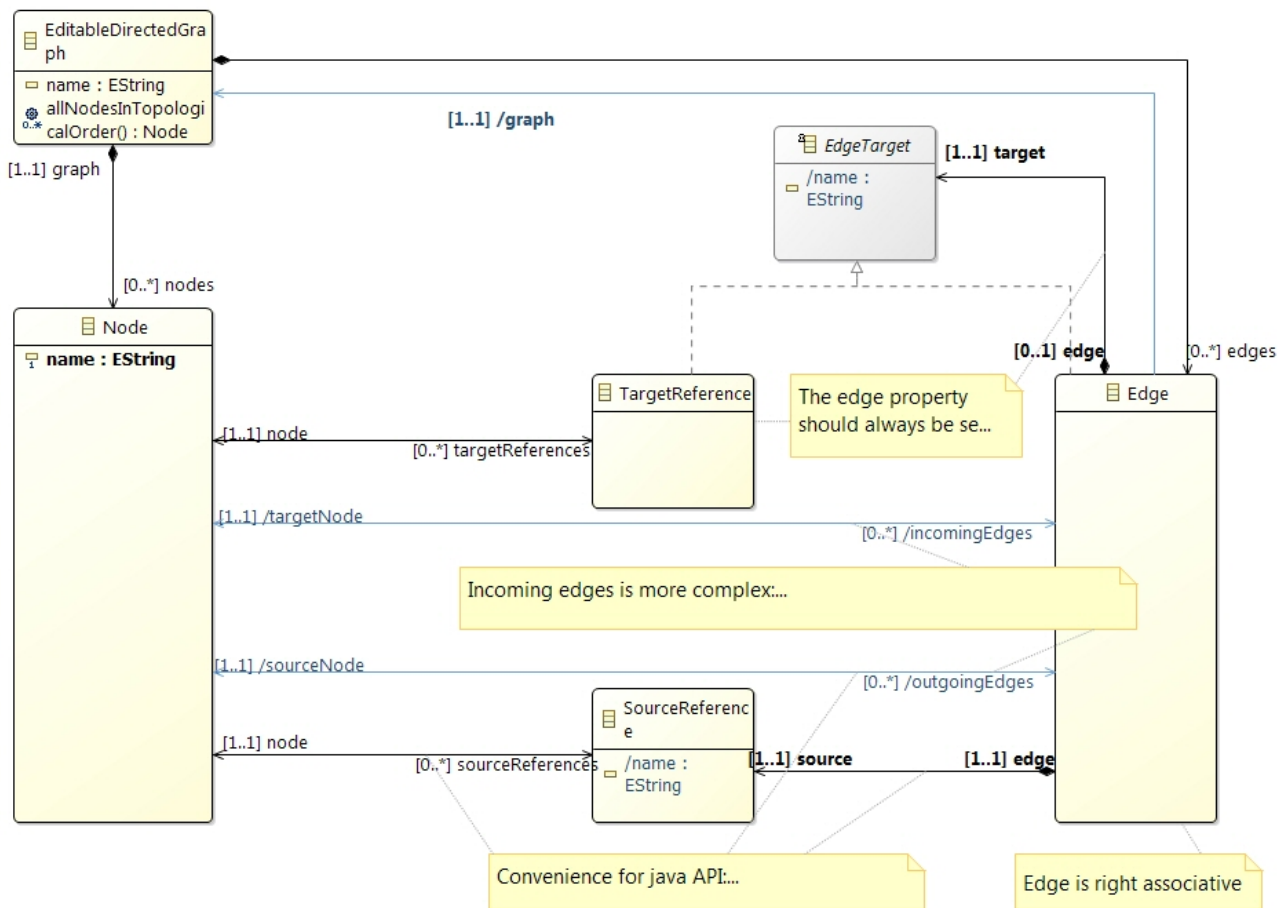 EditableDirectedGra
ph
name : EString
allNodesInTopologi
0..*
calOrder() : Node
[1..1] /graph
[1..1] graph
[0..*] nodes
a
EdgeTarget
/name :
EString
[1..1] target
[0..1] edge
[0..*] edges
Node
1
name : EString
TargetReference
The edge property
should always be se...
Edge
[1..1] node
[0..*] targetReferences
[1..1] /targetNode
[0..*] /incomingEdges
Incoming edges is more complex:...
[1..1] /sourceNode
[0..*] /outgoingEdges
SourceReferenc
e
/name :
EString
[1..1] node
[0..*] sourceReferences
[1..1] source
[1..1] edge
Convenience for java API:...
Edge is right associative